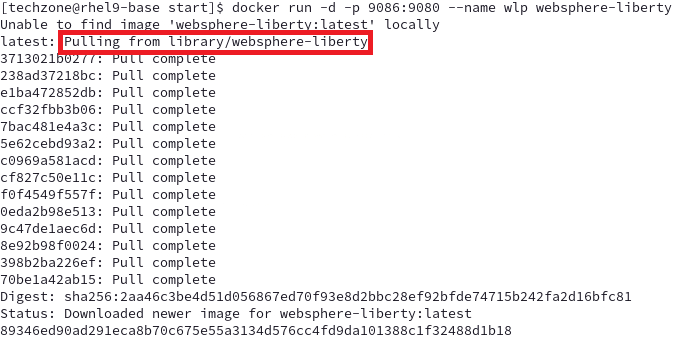 [techzone@rhel9-base start]$ docker run -d -p 9086:9080 --name wlp websphere-liberty
Unable to find image 'websphere-liberty:latest' locally
latest: Pulling from library/websphere-liberty
3713021b0277: Pull complete
238ad37218bc: Pull complete
e1ba472852db: Pull complete
ccf32fbb3b06: Pull complete
7bac481e4a3c: Pull complete
5e62cebd93a2: Pull complete
c0969a581acd: Pull complete
cf827c50e11c: Pull complete
f0f4549f557f: Pull complete
0eda2b98e513: Pull complete
9c47de1aec6d: Pull complete
8e92b98f0024: Pull complete
398b2ba226ef: Pull complete
70be1a42ab15: Pull complete
Digest: sha256:2aa46c3be4d51d056867ed70f93e8d2bbc28ef92bfde74715b242fa2d16bfc81
Status: Downloaded newer image for websphere-liberty:latest
89346ed90ad291eca8b70c675e55a3134d576cc4fd9da101388c1f32488d1b18